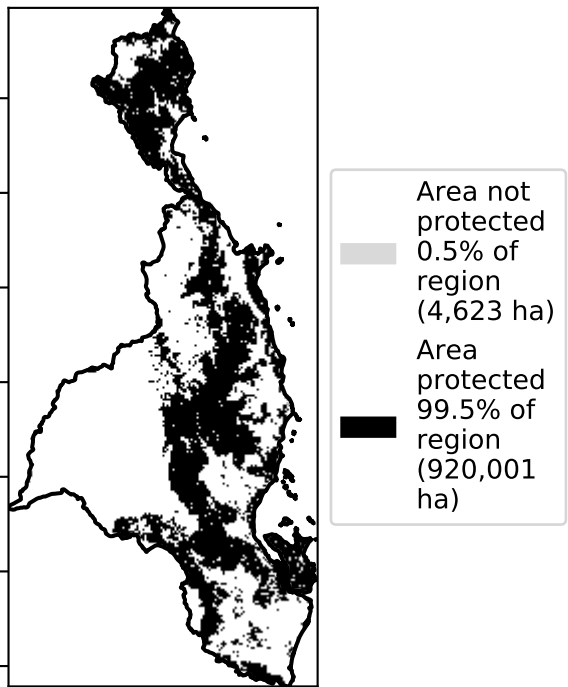 Area not
protected
0.5% of
region
(4,623 ha)
Area
protected
99.5% of
region
(920,001
ha)